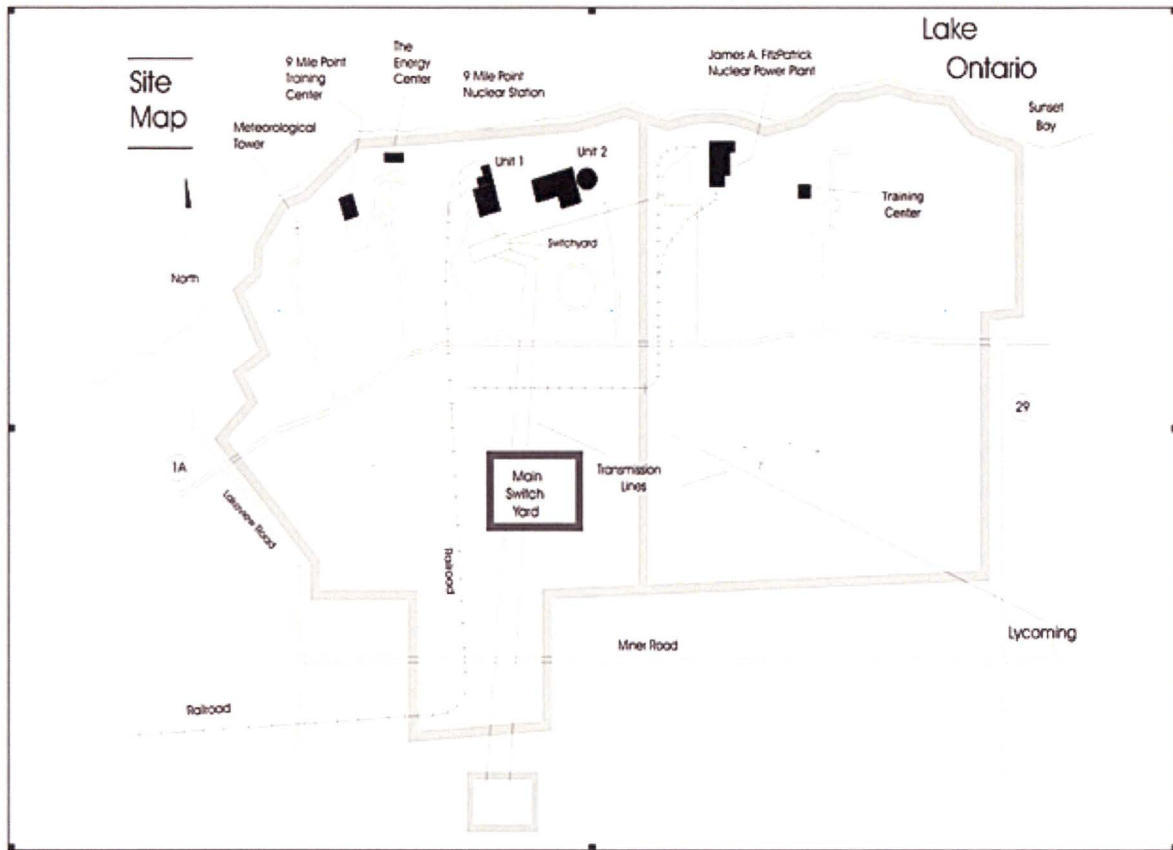 Lake
Ontario
Site
Map
9 Mile Point
Training
Center
The
Energy
Center
9 Mile Point
Nuclear Station
James A. FitzPatrick
Nuclear Power Plant
Sunset
Bay
Meteorological
Tower
Unit 1
Unit 2
Training
Center
Switchyard
North
29
1A
Lakeview Road
Main
Switch
Yard
Transmission
Lines
Railroad
Miner Road
Lycoming
Railroad